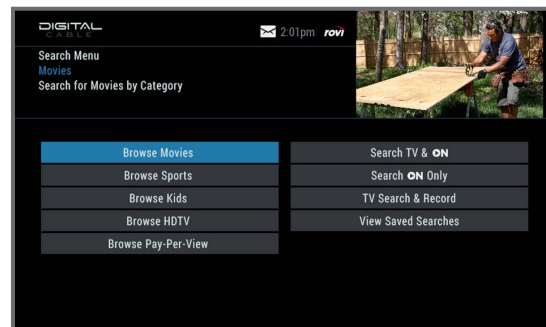 DIGITAL
CABLE
2:01pm rovi
Search Menu
Movies
Search for Movies by Category
Browse Movies
Browse Sports
Browse Kids
Browse HDTV
Browse Pay-Per-View
Search TV & ON
Search ON Only
TV Search & Record
View Saved Searches